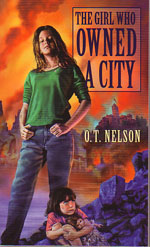 THE GIRL WHO
OWNED
A CITY
O.T. NELSON